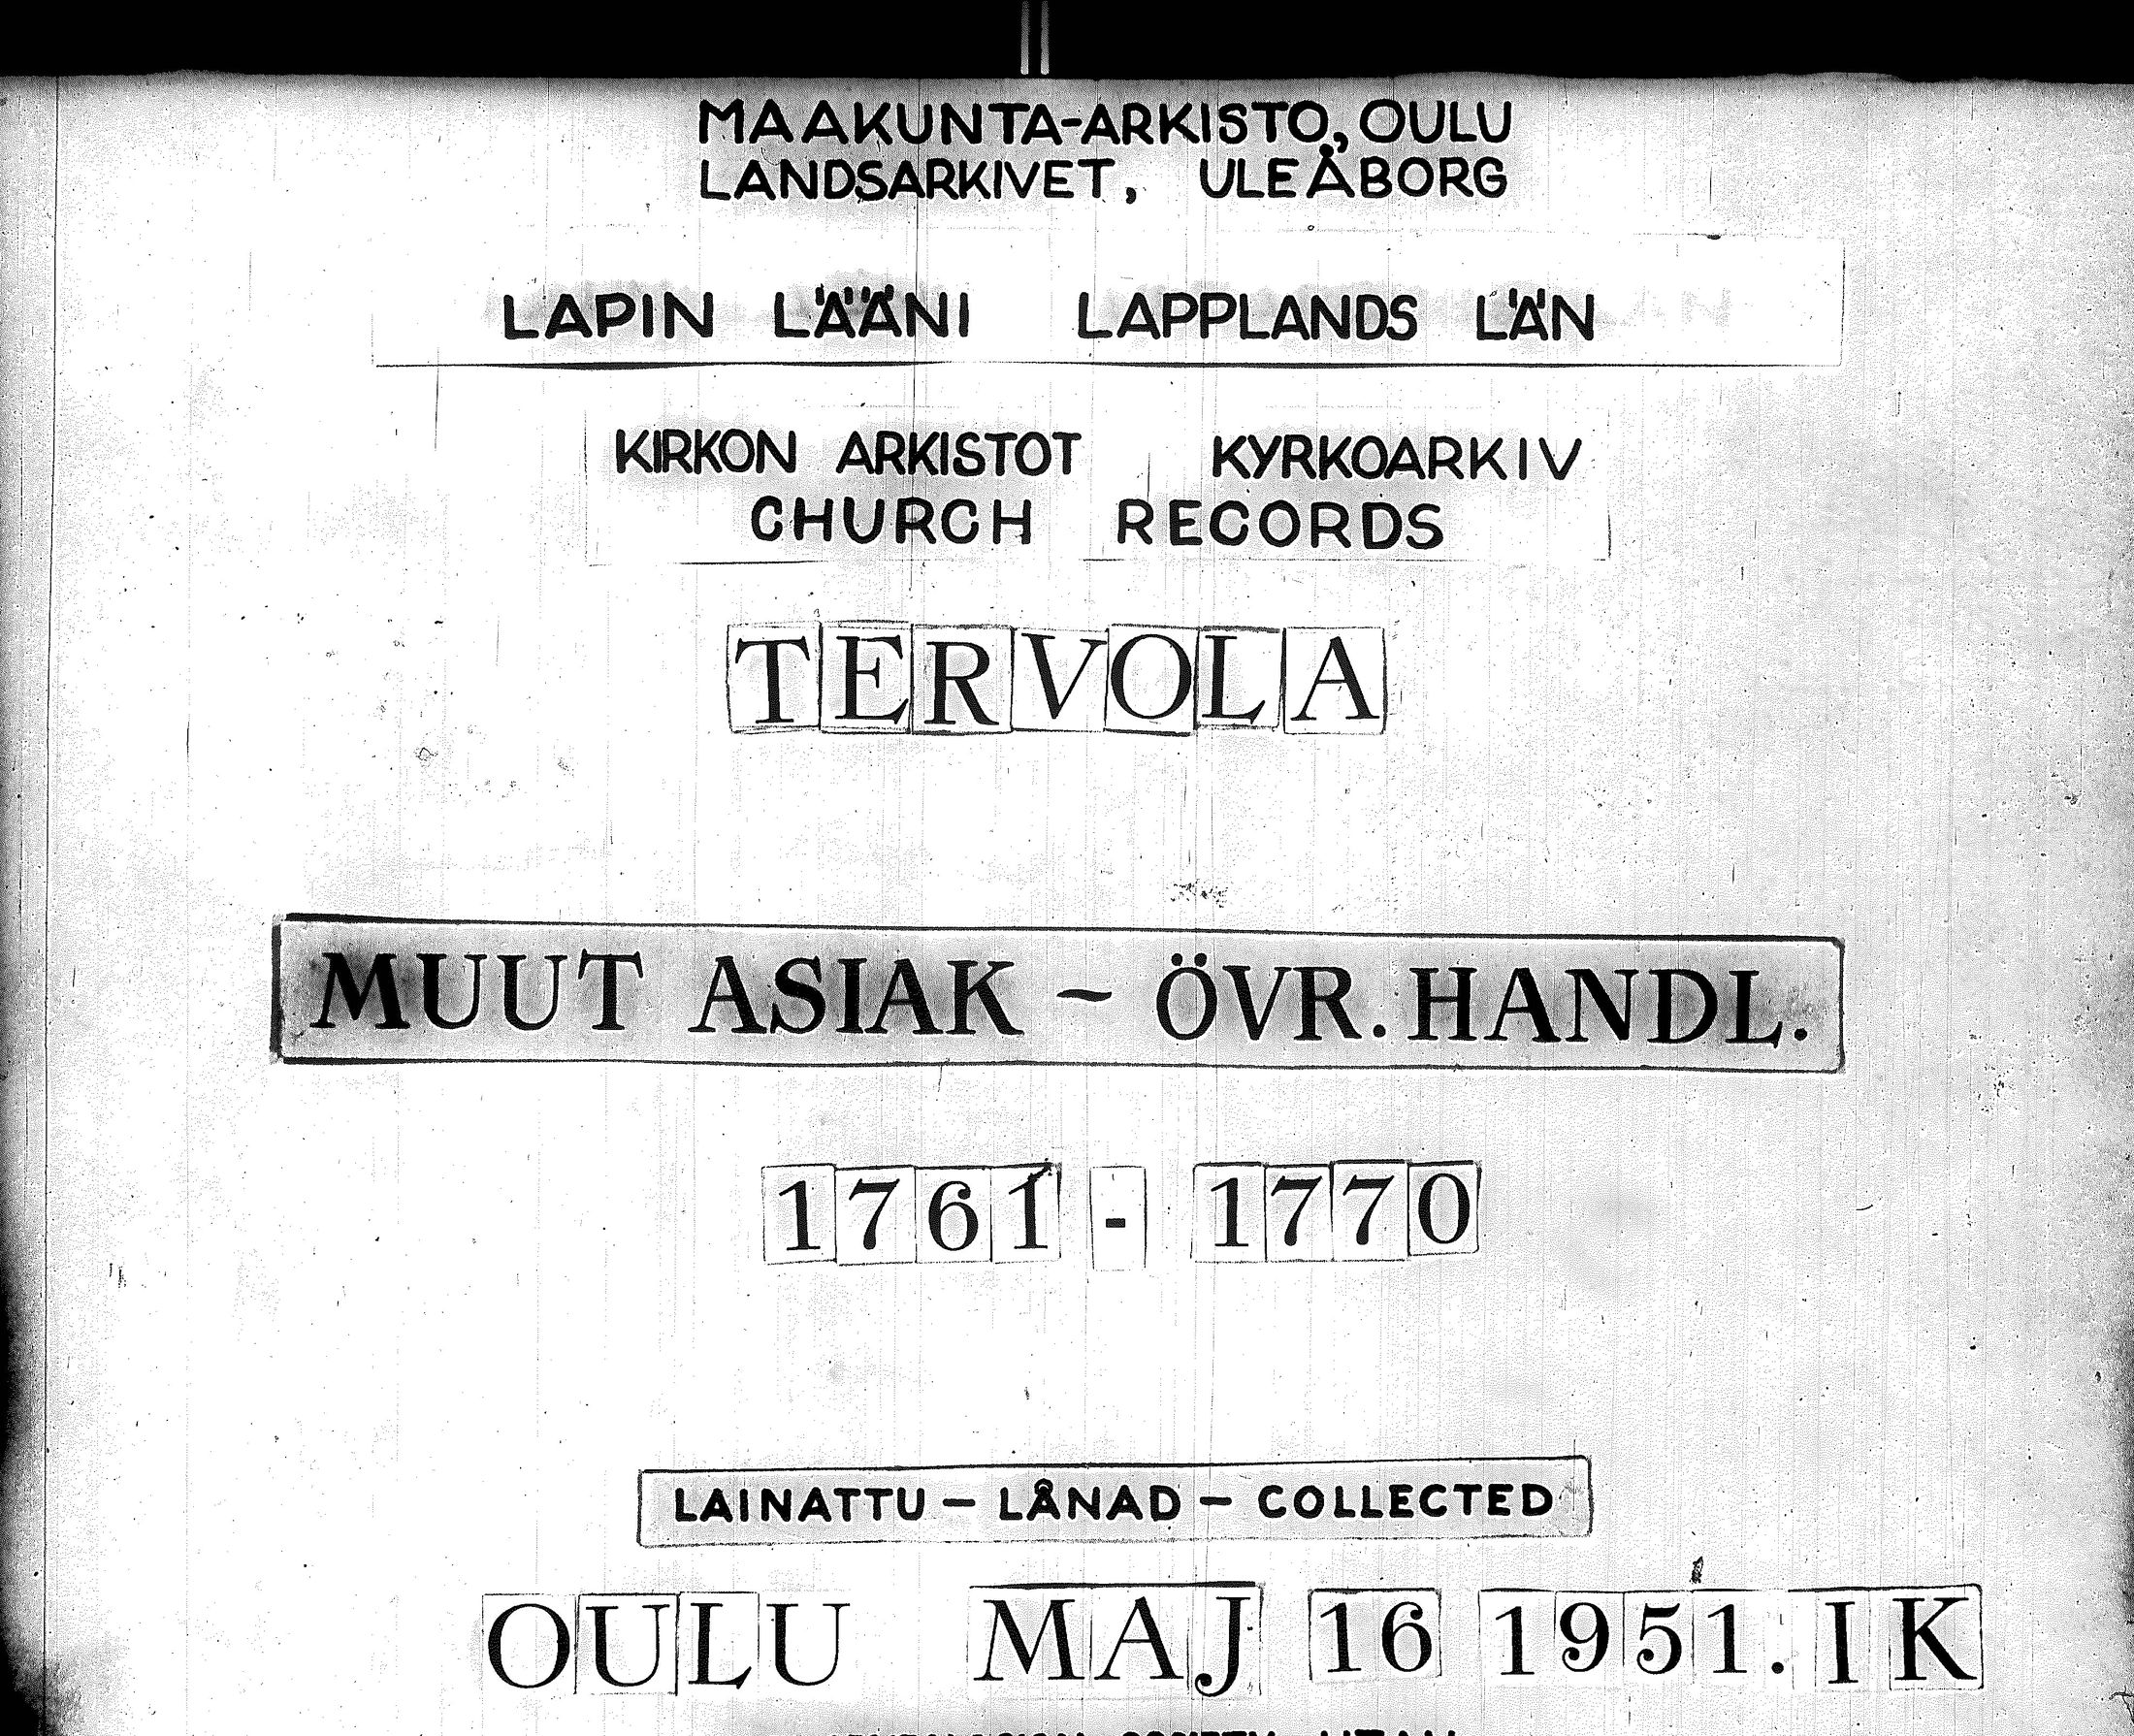 MAAKUNTA-ARKISTO, OULU
LANDSARKIVET, ULEÅBORG
LAPIN LÄÄNI LAPPLANDS LÄN
KIRKON ARKISTOT KYRKOARKIV
CHURCH RECORDS
TERVOLA
MUUT ASIAK ~ ÖVR. HANDL.
1761 - 1770
LAINATTU – LÅNAD – COLLECTED
OULU MAJ 16 1951. IK